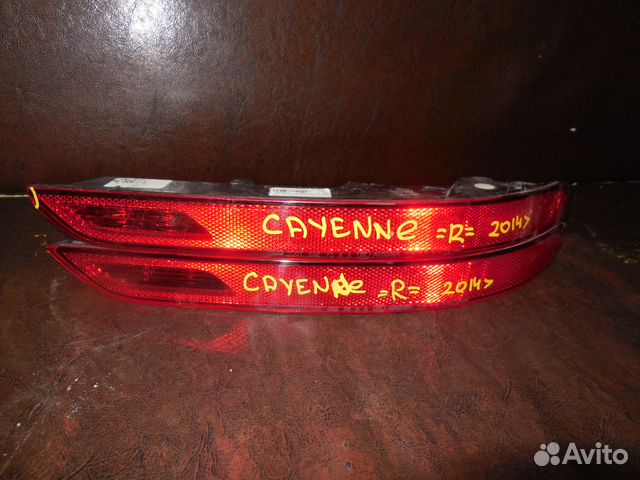 CAYENNE =R= 2014>
CAYENNE =R= 2014>
Avito